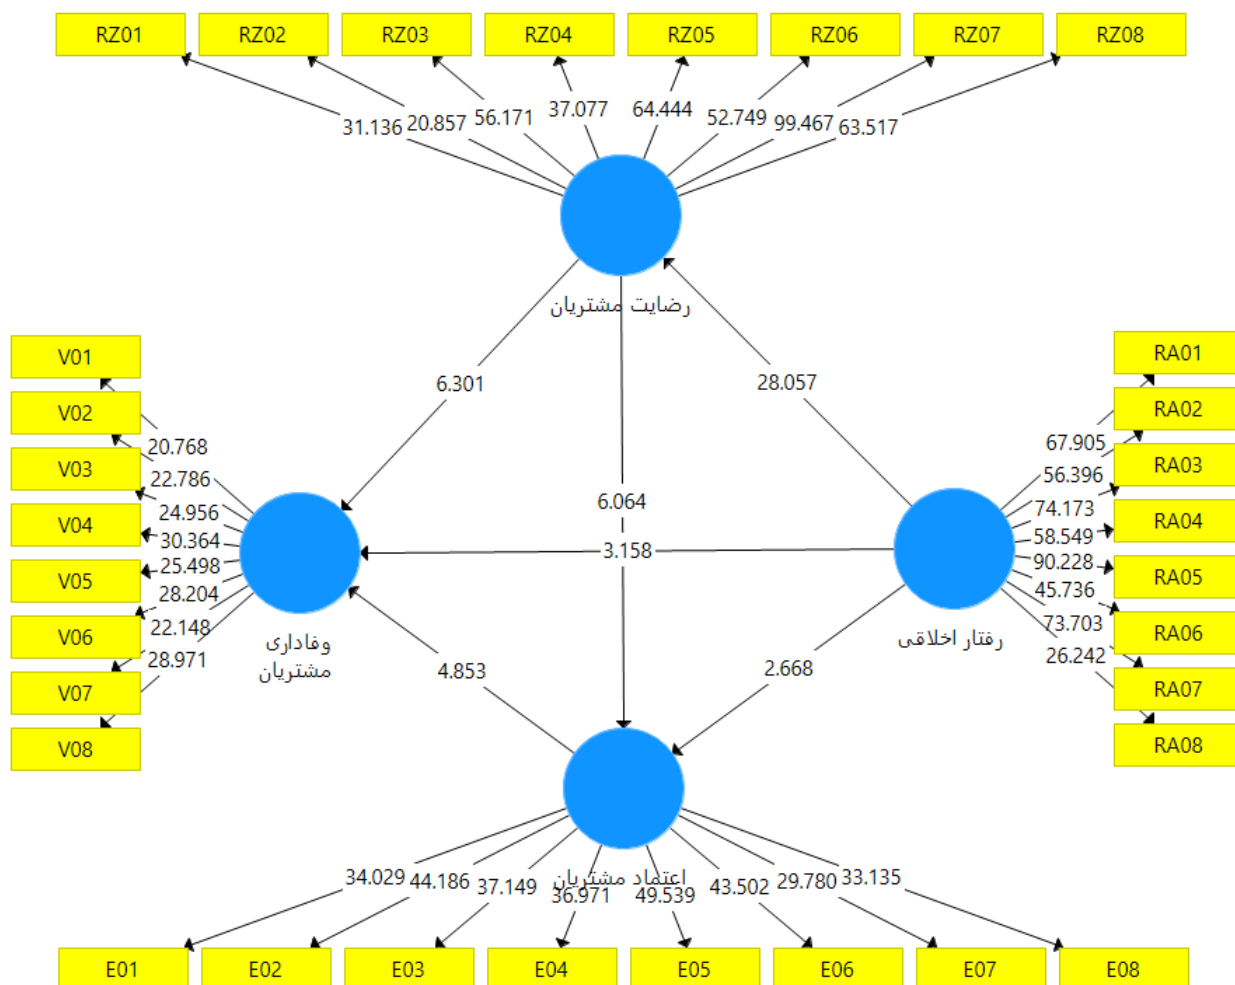 RZ01 RZ02 RZ03 RZ04 RZ05 RZ06 RZ07 RZ08
31.136 20.857 56.171 37.077 64.444 52.749 99.467 63.517
رضایت مشتریان
6.301
28.057
6.064
3.158
4.853
2.668
V01
V02
V03
V04
V05
V06
V07
V08
20.768
22.786
24.956
30.364
25.498
28.204
22.148
28.971
وفاداری
مشتریان
RA01
RA02
RA03
RA04
RA05
RA06
RA07
RA08
67.905
56.396
74.173
58.549
90.228
45.736
73.703
26.242
رفتار اخلاقی
اعتماد مشتریان
34.029 44.186 37.149 36.971 49.539 43.502 29.780 33.135
E01 E02 E03 E04 E05 E06 E07 E08